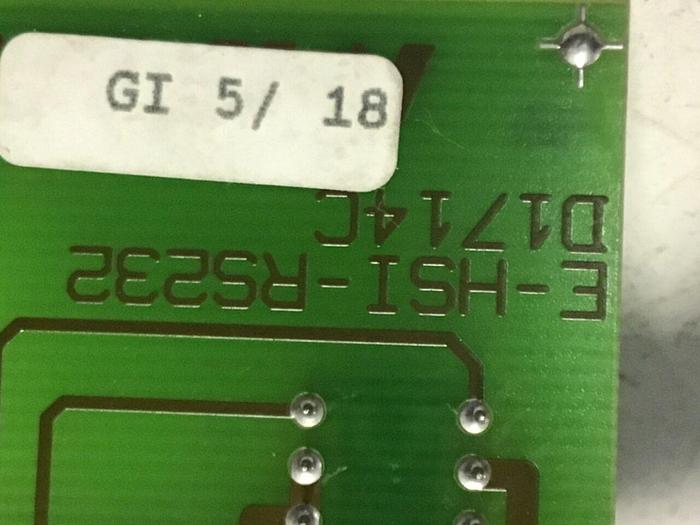 GI 5/ 18
E-HSI-RS232
D1714C